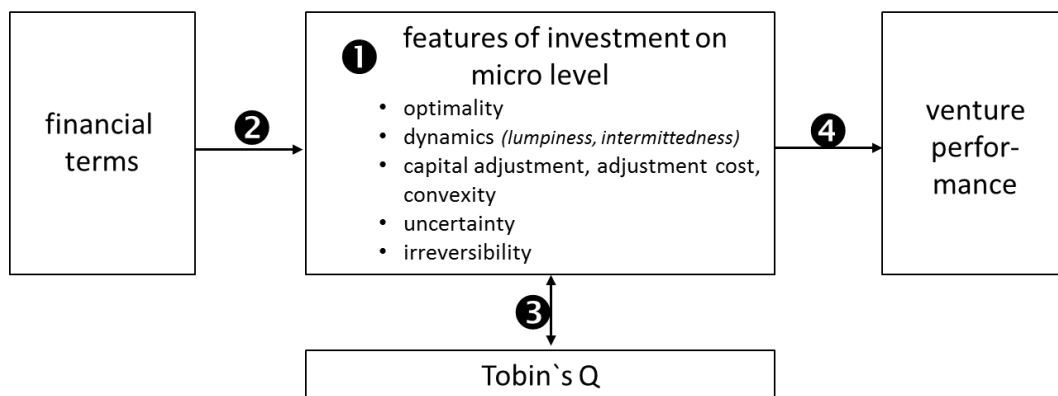 financial
terms
❷
❶
features of investment on
micro level
• optimality
• dynamics (lumpiness, intermittedness)
• capital adjustment, adjustment cost,
convexity
• uncertainty
• irreversibility
❹
venture
perfor-
mance
❸
Tobin`s Q